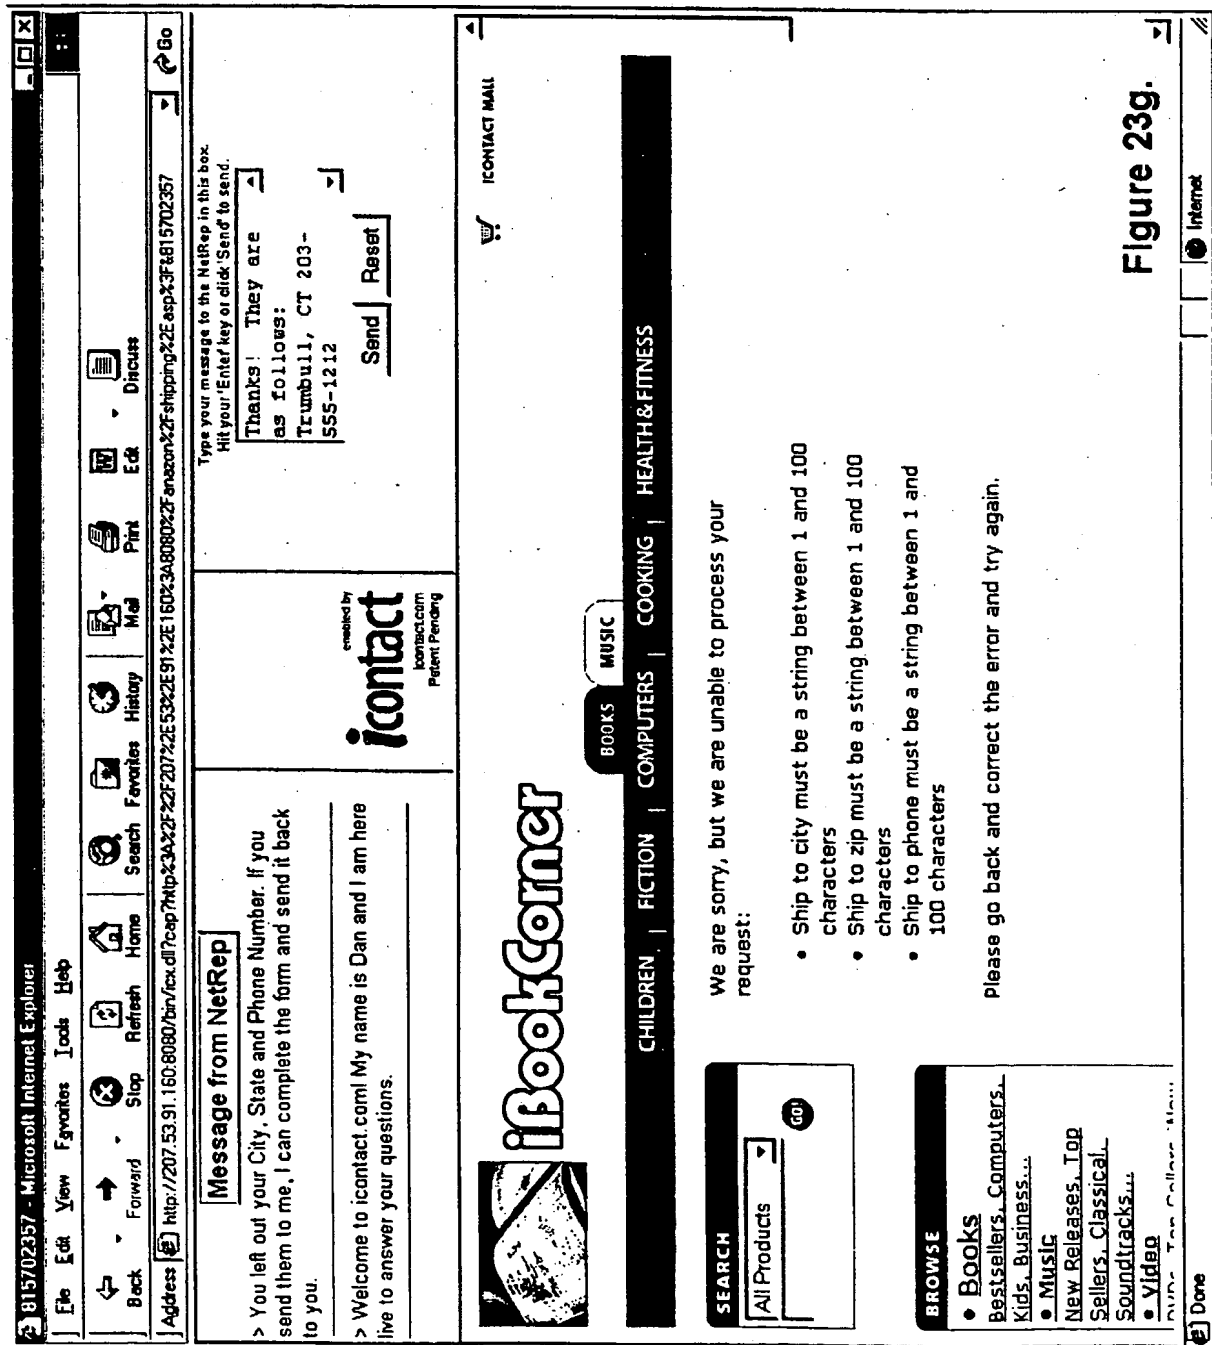 815702357 - Microsoft Internet Explorer
File Edit View Favorites Tools Help
Back Forward Stop Refresh Home Search Favorites History Mail Print Edit Discuss
Address http://207.53.91.160:8080/bin/icx.dll?cap?http%3A%2F%2F207%2E53%2E91%2E160%3A8080%2Fanazon%2Fshipping%2Easp%3F&815702357 Go
Message from NetRep
> You left out your City, State and Phone Number. If you
send them to me, I can complete the form and send it back
to you.
> Welcome to icontact.com! My name is Dan and I am here
live to answer your questions.
enabled by
icontact
icontact.com
Patent Pending
Type your message to the NetRep in this box.
Hit your 'Enter' key or click 'Send' to send.
Thanks! They are
as follows:
Trumbull, CT 203-
555-1212
Send Reset
iBookCorner
ICONTACT MALL
BOOKS MUSIC
CHILDREN | FICTION | COMPUTERS | COOKING | HEALTH & FITNESS
SEARCH
All Products
GO!
BROWSE
• Books
Bestsellers, Computers,
Kids, Business...
• Music
New Releases, Top
Sellers, Classical,
Soundtracks...
• Video
We are sorry, but we are unable to process your
request:
• Ship to city must be a string between 1 and 100
characters
• Ship to zip must be a string between 1 and 100
characters
• Ship to phone must be a string between 1 and
100 characters
Please go back and correct the error and try again.
Figure 23g.
Done Internet